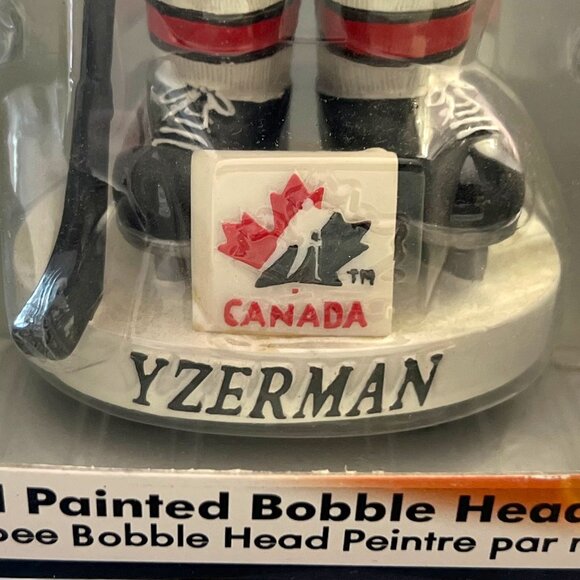 TM
CANADA
YZERMAN
Painted Bobble Head
Bobble Head Peintre par